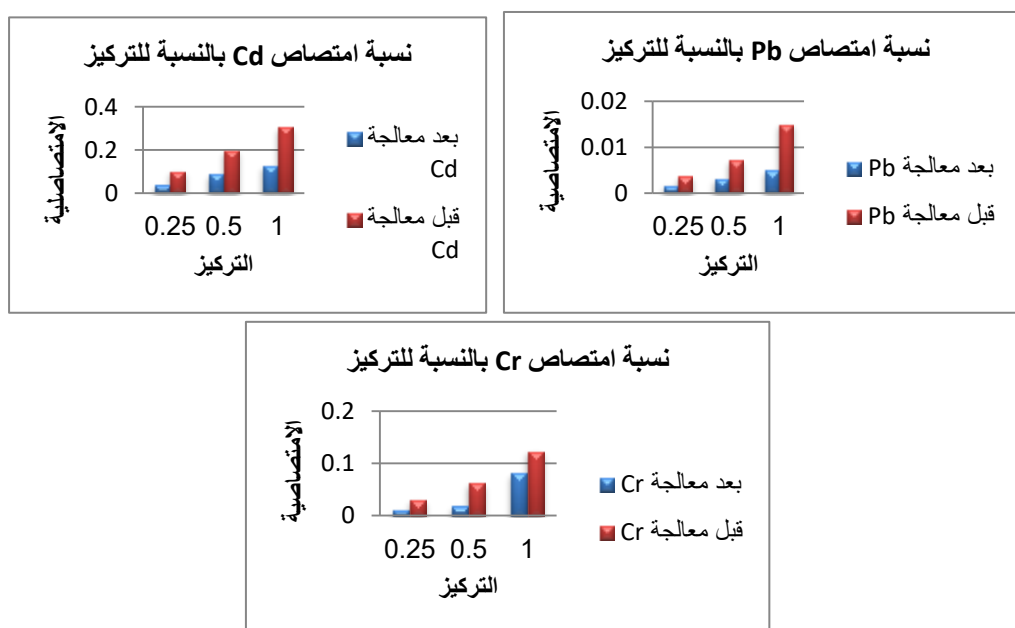 نسبة امتصاص Cd بالنسبة للتركيز
0.4
0.2
0
الامتصاصلية
0.25 0.5 1
التركيز
بعد معالجة
Cd
قبل معالجة
Cd
نسبة امتصاص Pb بالنسبة للتركيز
0.02
0.01
0
الامتصاصية
0.25 0.5 1
التركيز
بعد معالجة Pb
قبل معالجة Pb
نسبة امتصاص Cr بالنسبة للتركيز
0.2
0.1
0
الامتصاصية
0.25 0.5 1
التركيز
بعد معالجة Cr
قبل معالجة Cr